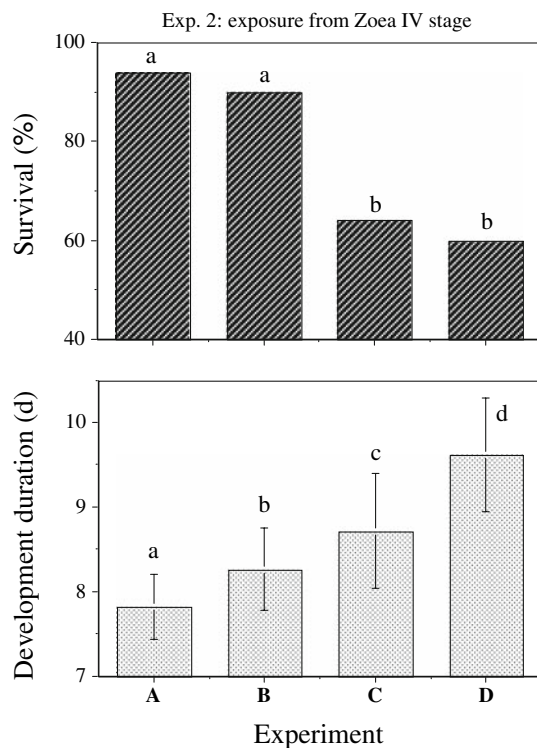 Exp. 2: exposure from Zoea IV stage
Survival (%)
100
80
60
40
a
a
b
b
Development duration (d)
10
9
8
7
a
b
c
d
A B C D
Experiment